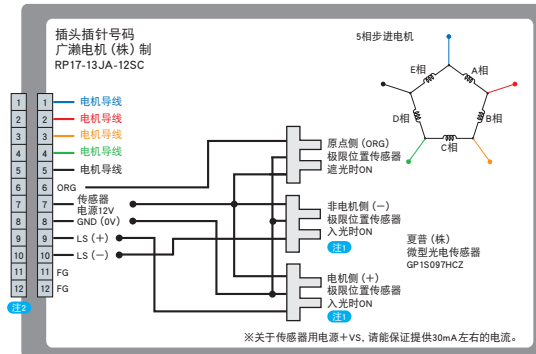 插头插针号码
广濑电机（株）制
RP17-13JA-12SC
5相步进电机
E相
A相
D相
B相
C相
1 1 电机导线
2 2 电机导线
3 3 电机导线
4 4 电机导线
5 5 电机导线
6 6 ORG
7 7 传感器
电源12V
8 8 GND（0V）
9 9 LS（+）
10 10 LS（−）
11 11 FG
12 12 FG
注2
原点侧（ORG）
极限位置传感器
遮光时ON
非电机侧（−）
极限位置传感器
入光时ON
注1
电机侧（+）
极限位置传感器
入光时ON
注1
夏普（株）
微型光电传感器
GP1S097HCZ
※关于传感器用电源＋VS，请能保证提供30mA左右的电流。